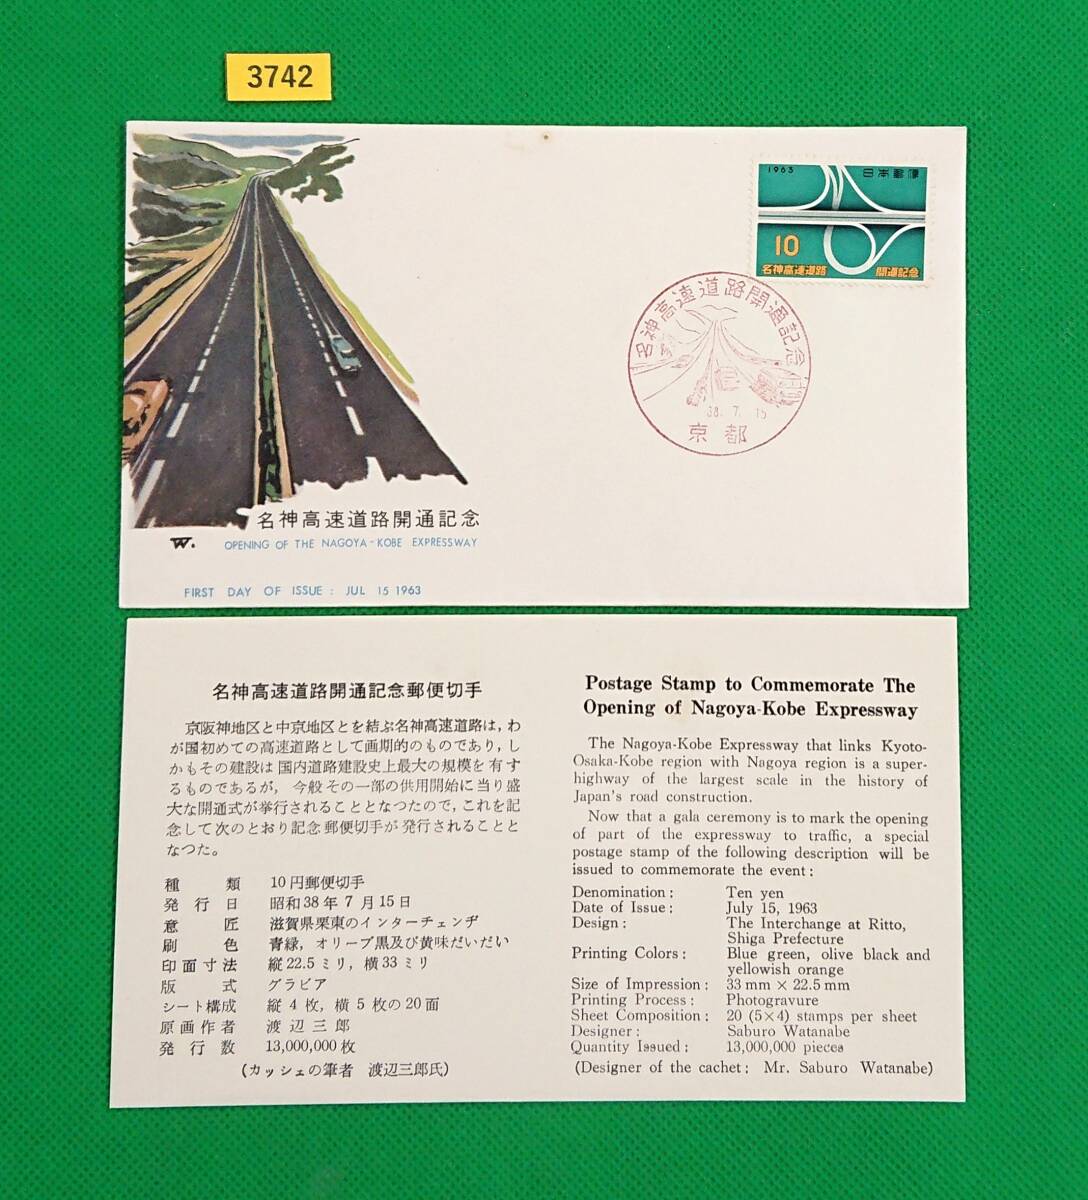 3742
1963 日本郵便
10
名神高速道路 開通記念
名神高速道路開通記念
38. 7. 15
京都
名神高速道路開通記念
W. OPENING OF THE NAGOYA-KOBE EXPRESSWAY
FIRST DAY OF ISSUE : JUL 15 1963
名神高速道路開通記念郵便切手
京阪神地区と中京地区とを結ぶ名神高速道路は,わ
が国初めての高速道路として画期的のものであり,し
かもその建設は国内道路建設史上最大の規模を有す
るものであるが,今般その一部の供用開始に当り盛
大な開通式が挙行されることとなつたので,これを記
念して次のとおり記念郵便切手が発行されることと
なつた。
種類 10円郵便切手
発行日 昭和38年7月15日
意匠 滋賀県栗東のインターチェンヂ
刷色 青緑,オリーブ黒及び黄味だいだい
印面寸法 縦22.5ミリ,横33ミリ
版式 グラビア
シート構成 縦4枚,横5枚の20面
原画作者 渡辺三郎
発行数 13,000,000枚
(カッシェの筆者 渡辺三郎氏)
Postage Stamp to Commemorate The
Opening of Nagoya-Kobe Expressway
The Nagoya-Kobe Expressway that links Kyoto-
Osaka-Kobe region with Nagoya region is a super-
highway of the largest scale in the history of
Japan's road construction.
Now that a gala ceremony is to mark the opening
of part of the expressway to traffic, a special
postage stamp of the following description will be
issued to commemorate the event:
Denomination: Ten yen
Date of Issue: July 15, 1963
Design: The Interchange at Ritto,
Shiga Prefecture
Printing Colors: Blue green, olive black and
yellowish orange
Size of Impression: 33 mm × 22.5 mm
Printing Process: Photogravure
Sheet Composition: 20 (5×4) stamps per sheet
Designer: Saburo Watanabe
Quantity Issued: 13,000,000 pieces
(Designer of the cachet: Mr. Saburo Watanabe)